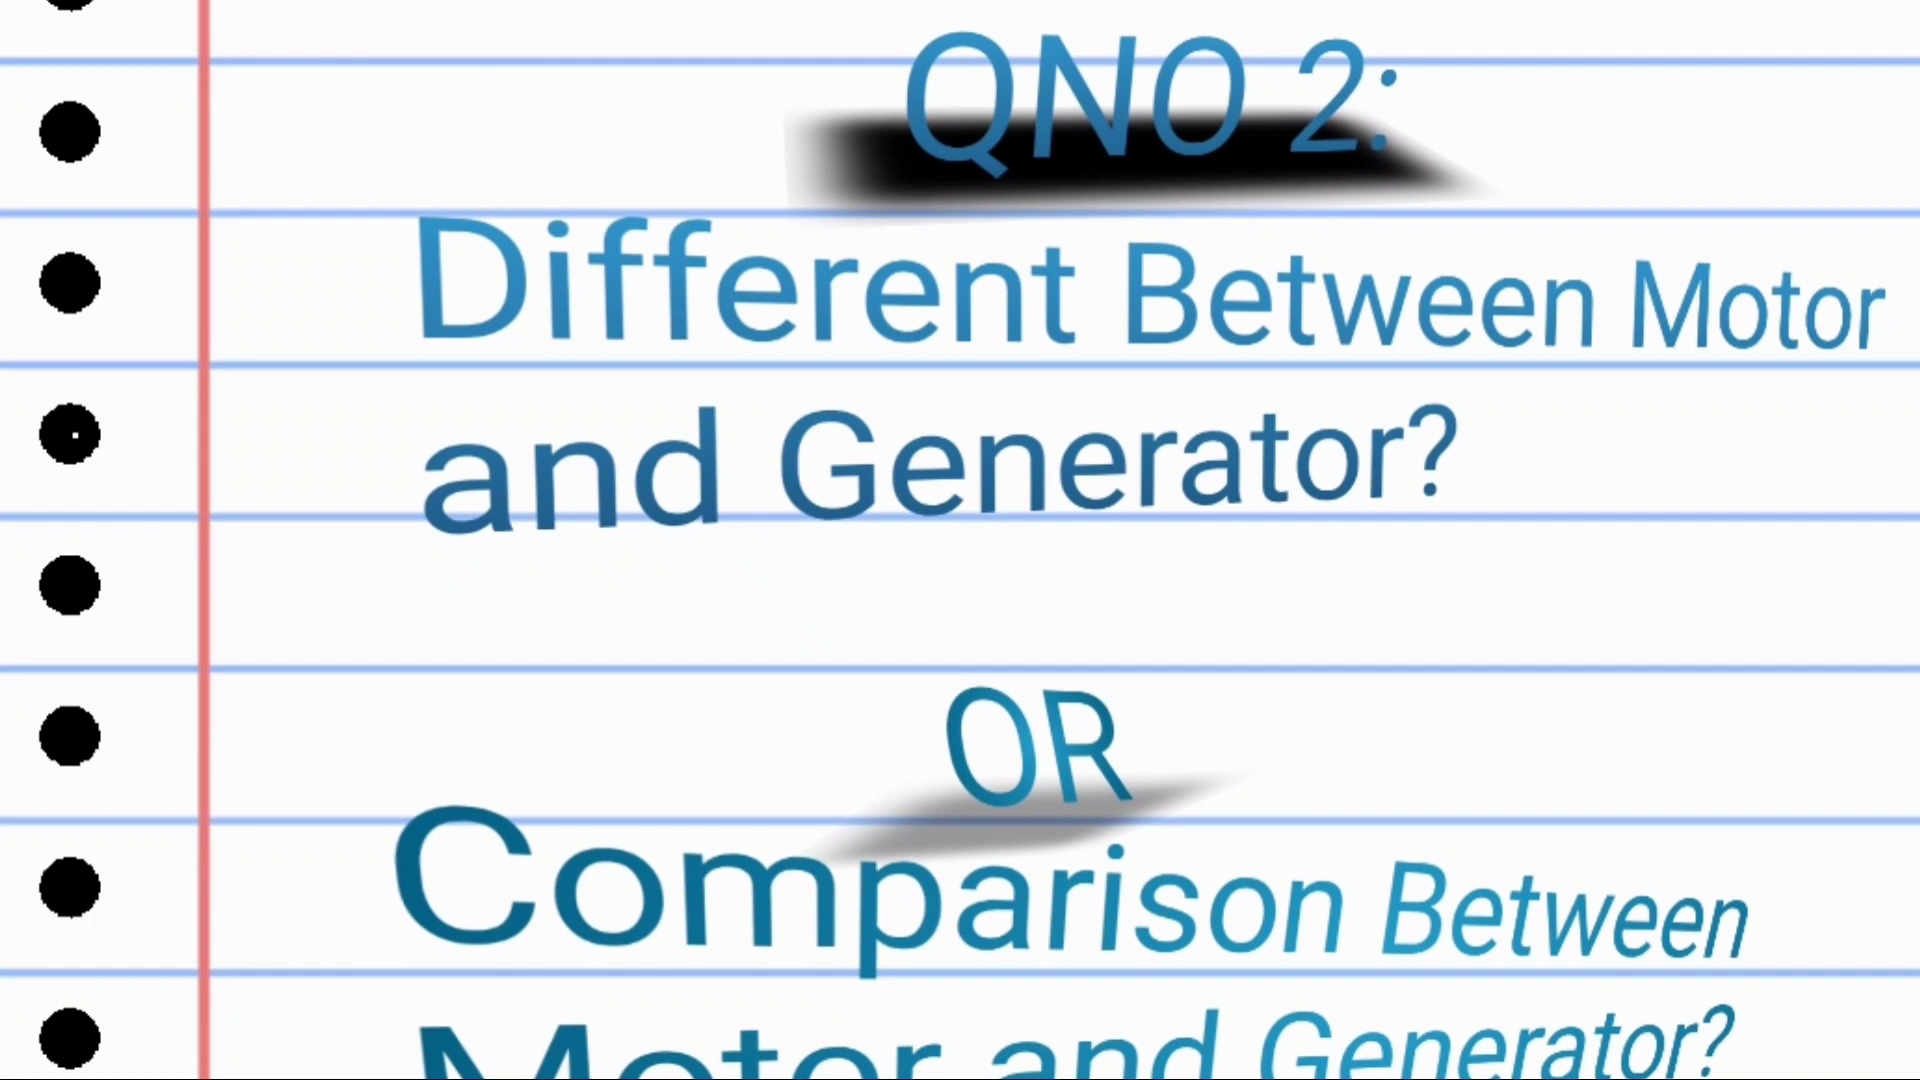 QNO 2:
Different Between Motor
and Generator?
OR
Comparison Between
Motor and Generator?